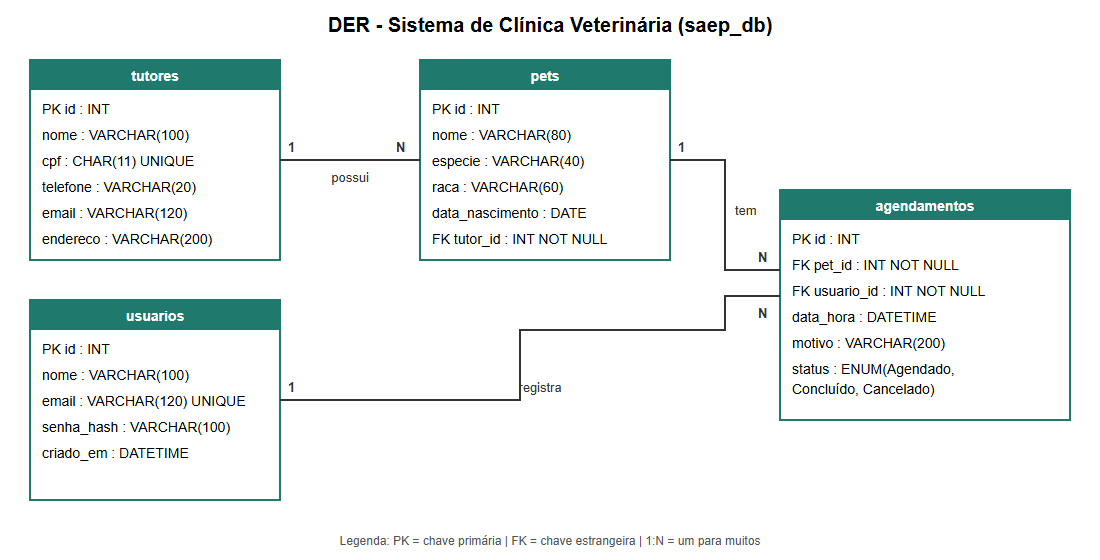 DER - Sistema de Clínica Veterinária (saep_db)
tutores
PK id : INT
nome : VARCHAR(100)
cpf : CHAR(11) UNIQUE
telefone : VARCHAR(20)
email : VARCHAR(120)
endereco : VARCHAR(200)
1
N
possui
pets
PK id : INT
nome : VARCHAR(80)
especie : VARCHAR(40)
raca : VARCHAR(60)
data_nascimento : DATE
FK tutor_id : INT NOT NULL
1
tem
N
agendamentos
PK id : INT
FK pet_id : INT NOT NULL
FK usuario_id : INT NOT NULL
data_hora : DATETIME
motivo : VARCHAR(200)
status : ENUM(Agendado,
Concluído, Cancelado)
usuarios
PK id : INT
nome : VARCHAR(100)
email : VARCHAR(120) UNIQUE
senha_hash : VARCHAR(100)
criado_em : DATETIME
1
registra
N
Legenda: PK = chave primária | FK = chave estrangeira | 1:N = um para muitos